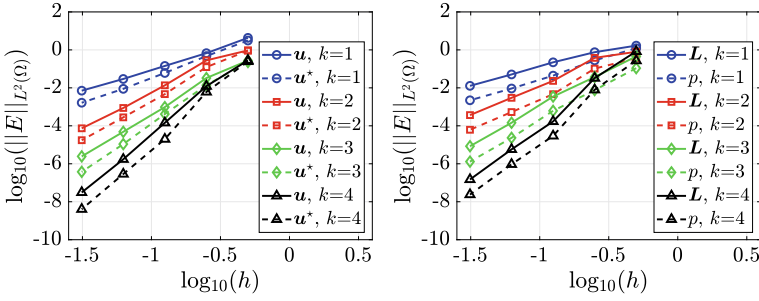 2
0
-2
-4
-6
-8
-10
-1.5
-1
-0.5
0
0.5
log₁₀(h)
log₁₀(||E||_{L²(Ω)})
u, k=1
u⋆, k=1
u, k=2
u⋆, k=2
u, k=3
u⋆, k=3
u, k=4
u⋆, k=4
2
0
-2
-4
-6
-8
-10
-1.5
-1
-0.5
0
0.5
log₁₀(h)
log₁₀(||E||_{L²(Ω)})
L, k=1
p, k=1
L, k=2
p, k=2
L, k=3
p, k=3
L, k=4
p, k=4